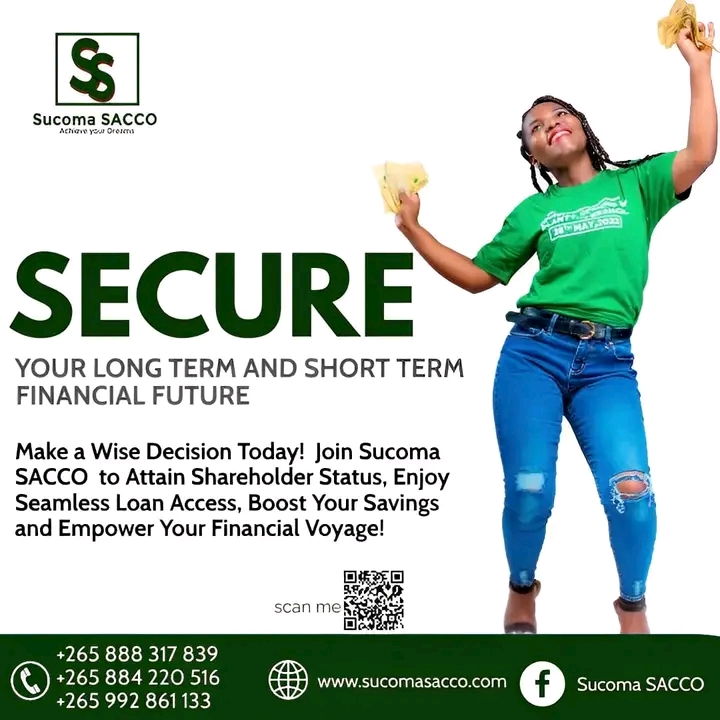 SS
Sucoma SACCO
Achieve your Dreams
SECURE
YOUR LONG TERM AND SHORT TERM
FINANCIAL FUTURE
Make a Wise Decision Today! Join Sucoma
SACCO to Attain Shareholder Status, Enjoy
Seamless Loan Access, Boost Your Savings
and Empower Your Financial Voyage!
scan me
+265 888 317 839
+265 884 220 516
+265 992 861 133
www.sucomasacco.com
f
Sucoma SACCO
28TH MAY, 2022